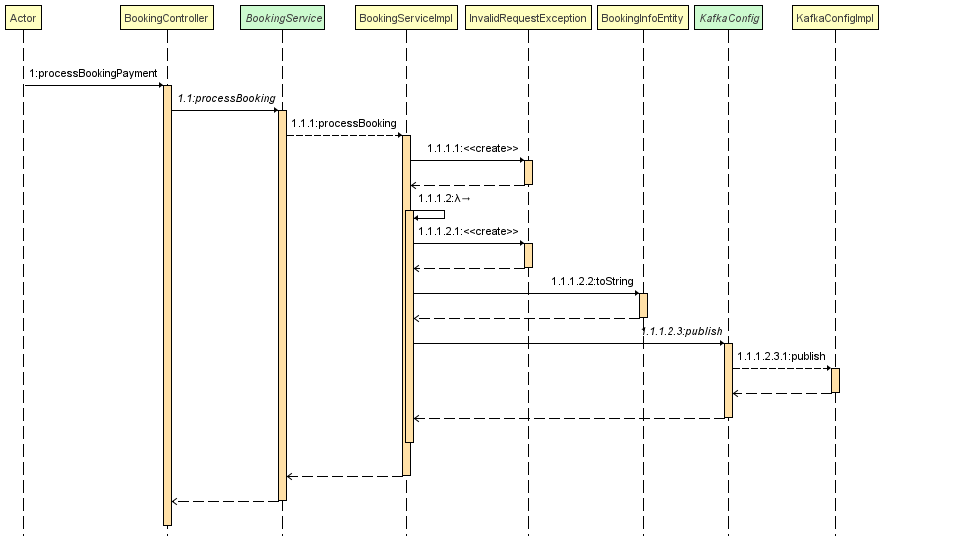 Actor
BookingController
BookingService
BookingServiceImpl
InvalidRequestException
BookingInfoEntity
KafkaConfig
KafkaConfigImpl
1:processBookingPayment
1.1:processBooking
1.1.1:processBooking
1.1.1.1:<<create>>
1.1.1.2:λ→
1.1.1.2.1:<<create>>
1.1.1.2.2:toString
1.1.1.2.3:publish
1.1.1.2.3.1:publish